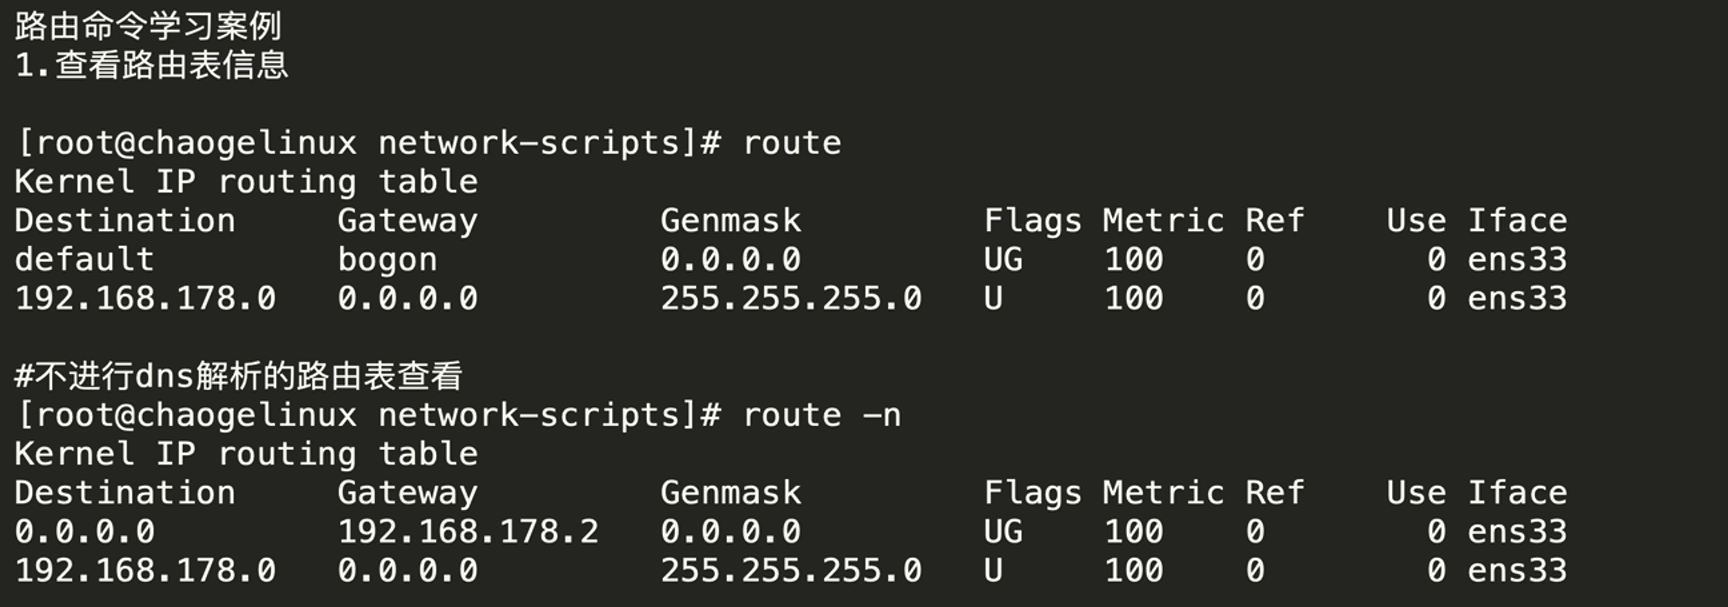 路由命令学习案例
1.查看路由表信息
[root@chaogelinux network-scripts]# route
Kernel IP routing table
Destination     Gateway         Genmask         Flags Metric Ref    Use Iface
default         bogon           0.0.0.0         UG    100    0        0 ens33
192.168.178.0   0.0.0.0         255.255.255.0   U     100    0        0 ens33
#不进行dns解析的路由表查看
[root@chaogelinux network-scripts]# route -n
Kernel IP routing table
Destination     Gateway         Genmask         Flags Metric Ref    Use Iface
0.0.0.0         192.168.178.2   0.0.0.0         UG    100    0        0 ens33
192.168.178.0   0.0.0.0         255.255.255.0   U     100    0        0 ens33